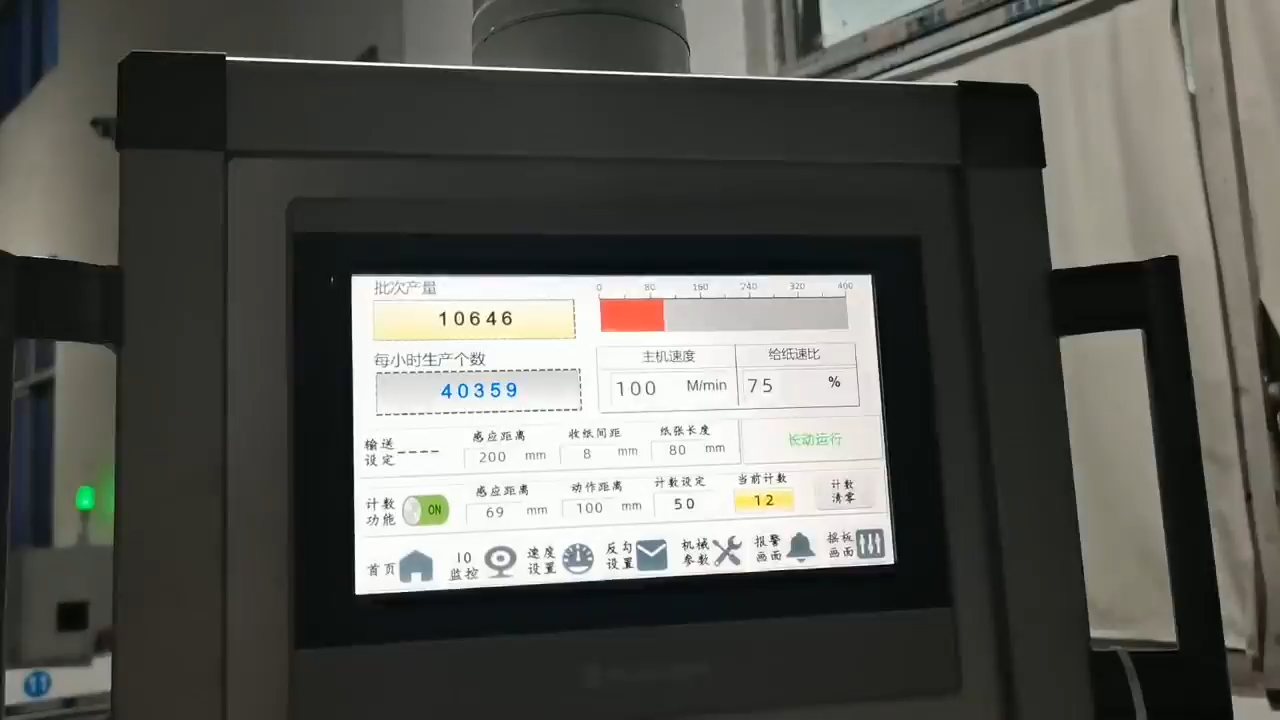 批次产量
10646
0 80 160 240 320 400
每小时生产个数
40359
主机速度 给纸速比
100 M/min 75 %
输送设定---- 感应距离 200 mm 收纸间距 8 mm 纸张长度 80 mm 长动运行
计数功能 ON 感应距离 69 mm 动作距离 100 mm 计数设定 50 当前计数 12 计数清零
首页 IO监控 速度设置 反勾设置 机械参数 报警画面 摇板画面
11